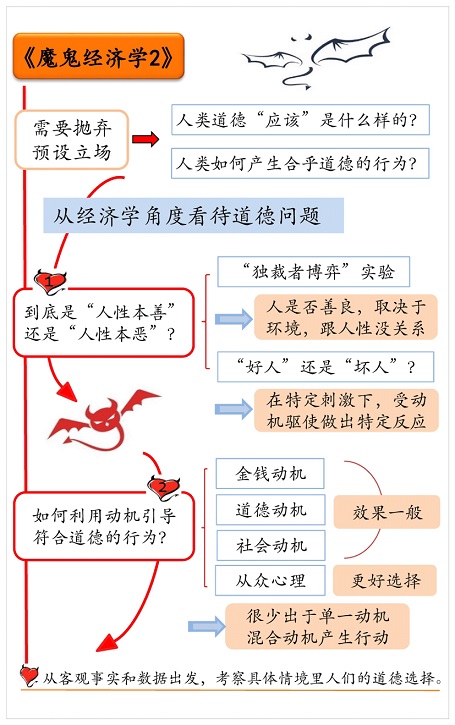 《魔鬼经济学2》
需要抛弃
预设立场
人类道德“应该”是什么样的?
人类如何产生合乎道德的行为?
从经济学角度看待道德问题
1
到底是“人性本善”
还是“人性本恶”?
“独裁者博弈”实验
人是否善良，取决于
环境，跟人性没关系
“好人”还是“坏人”?
在特定刺激下，受动
机驱使做出特定反应
2
如何利用动机引导
符合道德的行为?
金钱动机
道德动机
社会动机
效果一般
从众心理
更好选择
很少出于单一动机
混合动机产生行动
从客观事实和数据出发，考察具体情境里人们的道德选择。